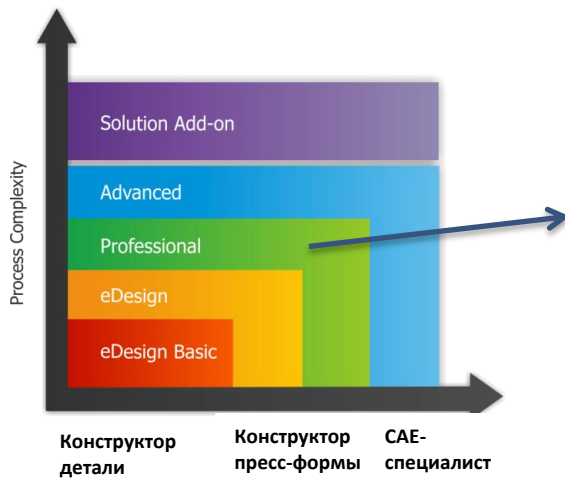 Process Complexity
Solution Add-on
Advanced
Professional
eDesign
eDesign Basic
Конструктор
детали
Конструктор
пресс-формы
CAE-
специалист